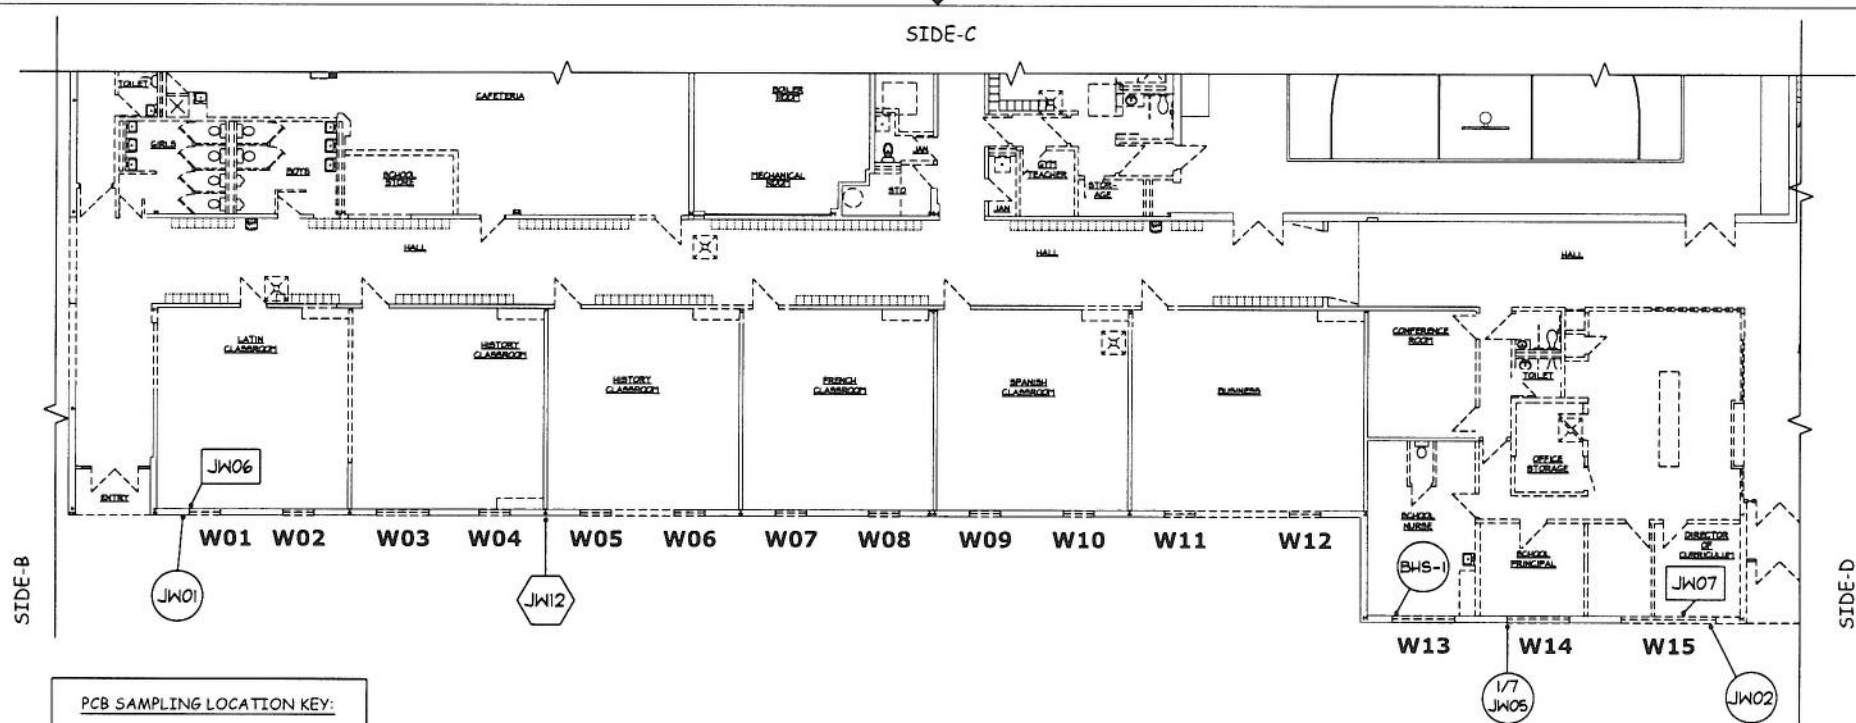 SIDE-C
TOILET
CAFETERIA
BOILER
ROOM
GIRLS
BOYS
SCHOOL
STORE
MECHANICAL
ROOM
JAN
STO
GYM
TEACHER
STOR-
AGE
JAN
HALL
HALL
HALL
LATIN
CLASSROOM
HISTORY
CLASSROOM
HISTORY
CLASSROOM
FRENCH
CLASSROOM
SPANISH
CLASSROOM
BUSINESS
CONFERENCE
ROOM
TOILET
OFFICE
STORAGE
JW06
ENTRY
SCHOOL
NURSE
SCHOOL
PRINCIPAL
DIRECTOR
OF
CURRICULUM
W01 W02 W03 W04 W05 W06 W07 W08 W09 W10 W11 W12
BHS-1
JW07
SIDE-B
JW01
JW12
SIDE-D
W13 W14 W15
1/7
JW05
JW02
PCB SAMPLING LOCATION KEY: